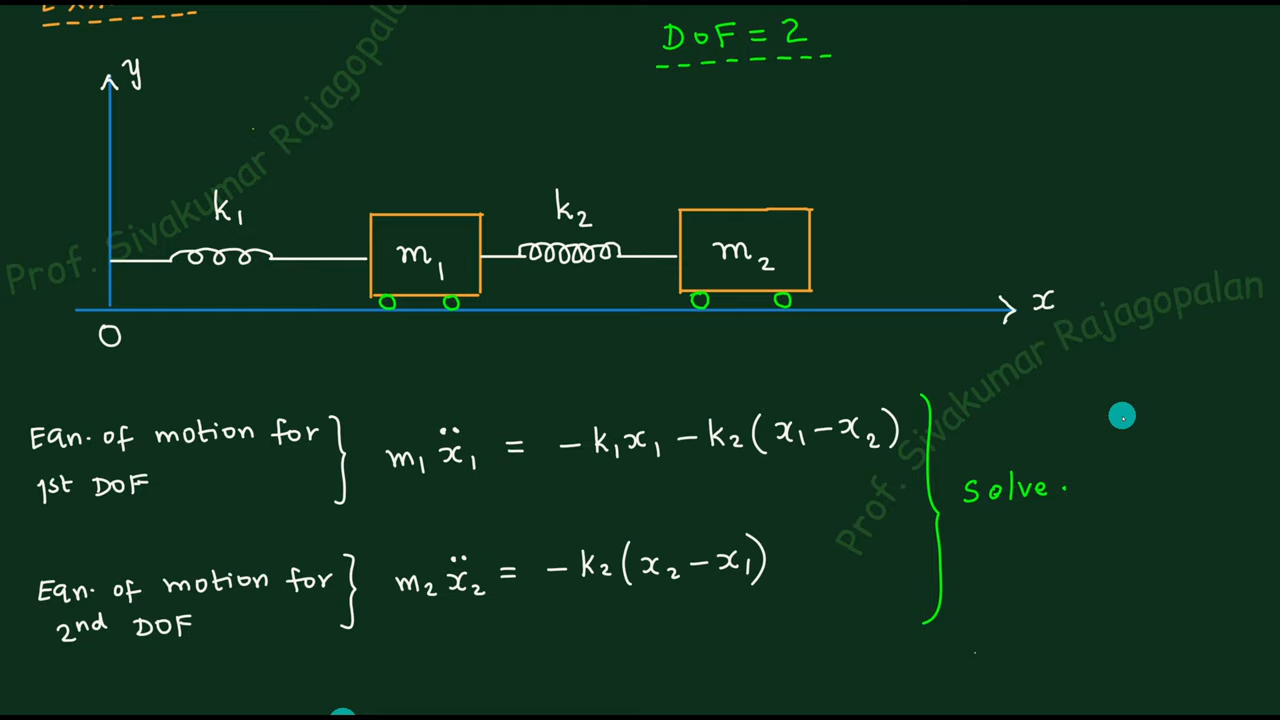 DoF = 2
y
k1
k2
m1
m2
x
O
Eqn. of motion for
1st DOF
m1 ẍ1 = -k1x1 - k2(x1 - x2)
Solve.
Eqn. of motion for
2nd DOF
m2 ẍ2 = -k2(x2 - x1)
Prof. Sivakumar Rajagopalan
Prof. Sivakumar Rajagopalan